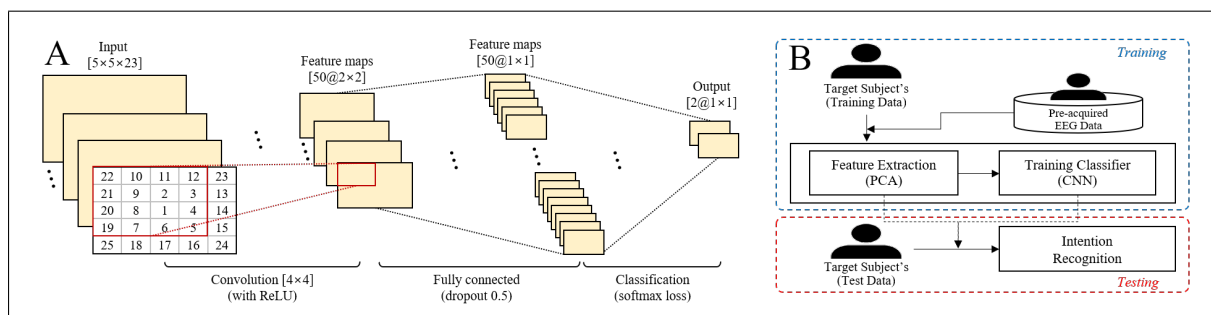 A
Input
[5×5×23]
Feature maps
[50@2×2]
Feature maps
[50@1×1]
Output
[2@1×1]
22 10 11 12 23
21 9 2 3 13
20 8 1 4 14
19 7 6 5 15
25 18 17 16 24
Convolution [4×4]
(with ReLU)
Fully connected
(dropout 0.5)
Classification
(softmax loss)
B
Training
Target Subject's
(Training Data)
Pre-acquired
EEG Data
Feature Extraction
(PCA)
Training Classifier
(CNN)
Target Subject's
(Test Data)
Intention
Recognition
Testing